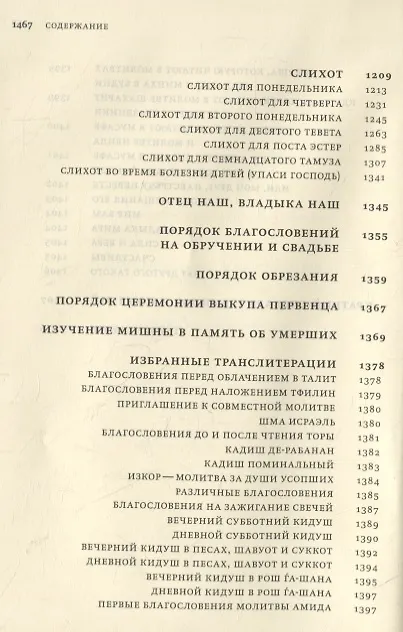 1467 СОДЕРЖАНИЕ
СЛИХОТ 1209
СЛИХОТ ДЛЯ ПОНЕДЕЛЬНИКА 1213
СЛИХОТ ДЛЯ ЧЕТВЕРГА 1231
СЛИХОТ ДЛЯ ВТОРОГО ПОНЕДЕЛЬНИКА 1245
СЛИХОТ ДЛЯ ДЕСЯТОГО ТЕВЕТА 1263
СЛИХОТ ДЛЯ ПОСТА ЭСТЕР 1285
СЛИХОТ ДЛЯ СЕМНАДЦАТОГО ТАМУЗА 1307
СЛИХОТ ВО ВРЕМЯ БОЛЕЗНИ ДЕТЕЙ (УПАСИ ГОСПОДЬ) 1341
ОТЕЦ НАШ, ВЛАДЫКА НАШ 1345
ПОРЯДОК БЛАГОСЛОВЕНИЙ
НА ОБРУЧЕНИИ И СВАДЬБЕ 1355
ПОРЯДОК ОБРЕЗАНИЯ 1359
ПОРЯДОК ЦЕРЕМОНИИ ВЫКУПА ПЕРВЕНЦА 1367
ИЗУЧЕНИЕ МИШНЫ В ПАМЯТЬ ОБ УМЕРШИХ 1369
ИЗБРАННЫЕ ТРАНСЛИТЕРАЦИИ 1378
БЛАГОСЛОВЕНИЯ ПЕРЕД ОБЛАЧЕНИЕМ В ТАЛИТ 1378
БЛАГОСЛОВЕНИЯ ПЕРЕД НАЛОЖЕНИЕМ ТФИЛИН 1379
ПРИГЛАШЕНИЕ К СОВМЕСТНОЙ МОЛИТВЕ 1380
ШМА ИСРАЭЛЬ 1380
БЛАГОСЛОВЕНИЯ ДО И ПОСЛЕ ЧТЕНИЯ ТОРЫ 1381
КАДИШ ДЕ-РАБАНАН 1382
КАДИШ ПОМИНАЛЬНЫЙ 1383
ИЗКОР — МОЛИТВА ЗА ДУШИ УСОПШИХ 1384
РАЗЛИЧНЫЕ БЛАГОСЛОВЕНИЯ 1385
БЛАГОСЛОВЕНИЯ НА ЗАЖИГАНИЕ СВЕЧЕЙ 1387
ВЕЧЕРНИЙ СУББОТНИЙ КИДУШ 1389
ДНЕВНОЙ СУББОТНИЙ КИДУШ 1390
ВЕЧЕРНИЙ КИДУШ В ПЕСАХ, ШАВУОТ И СУККОТ 1392
ДНЕВНОЙ КИДУШ В ПЕСАХ, ШАВУОТ И СУККОТ 1394
ВЕЧЕРНИЙ КИДУШ В РОШ ЃА-ШАНА 1395
ДНЕВНОЙ КИДУШ В РОШ ЃА-ШАНА 1397
ПЕРВЫЕ БЛАГОСЛОВЕНИЯ МОЛИТВЫ АМИДА 1397